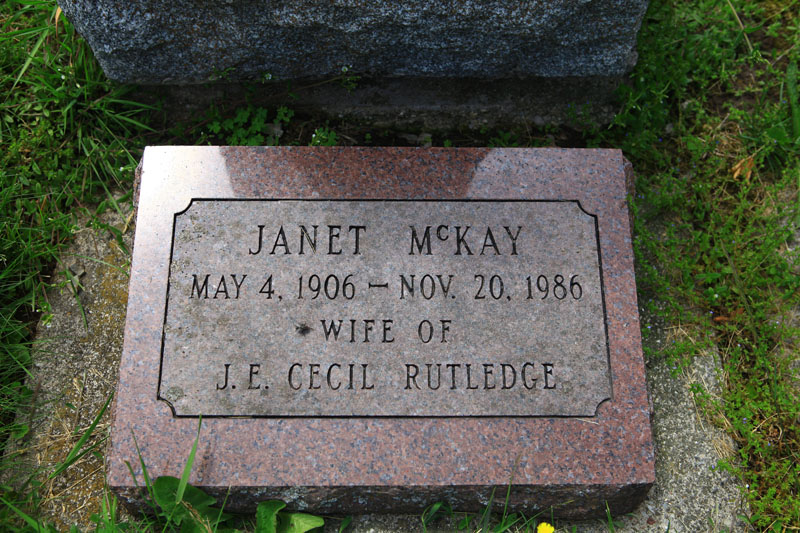 JANET McKAY
MAY 4, 1906 — NOV. 20, 1986
WIFE OF
J. E. CECIL RUTLEDGE